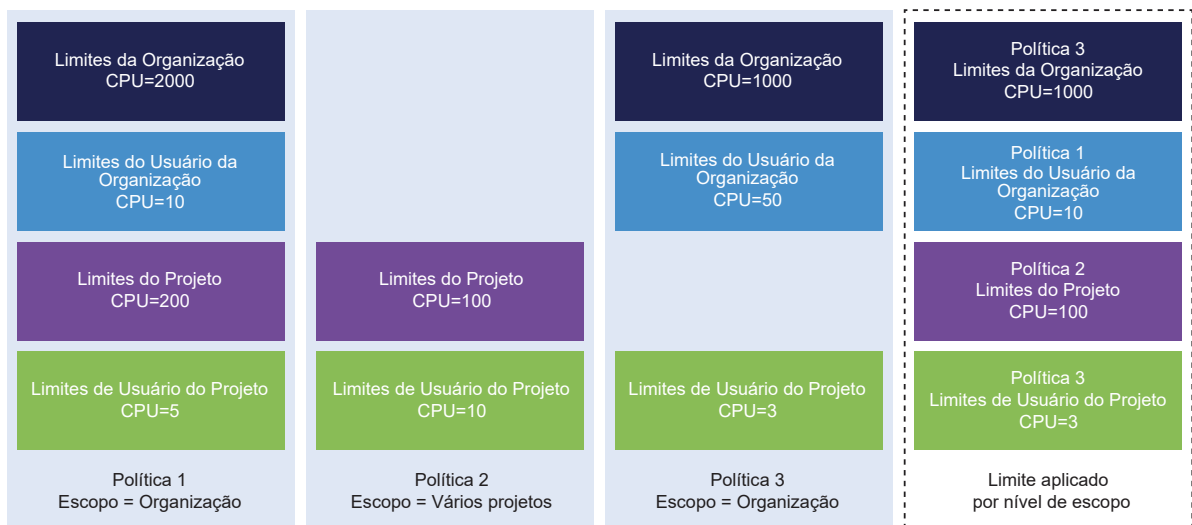 Limites da Organização
CPU=2000
Limites do Usuário da
Organização
CPU=10
Limites do Projeto
CPU=200
Limites de Usuário do Projeto
CPU=5
Política 1
Escopo = Organização
Limites do Projeto
CPU=100
Limites de Usuário do Projeto
CPU=10
Política 2
Escopo = Vários projetos
Limites da Organização
CPU=1000
Limites do Usuário da
Organização
CPU=50
Limites de Usuário do Projeto
CPU=3
Política 3
Escopo = Organização
Política 3
Limites da Organização
CPU=1000
Política 1
Limites do Usuário da
Organização
CPU=10
Política 2
Limites do Projeto
CPU=100
Política 3
Limites de Usuário do Projeto
CPU=3
Limite aplicado
por nível de escopo